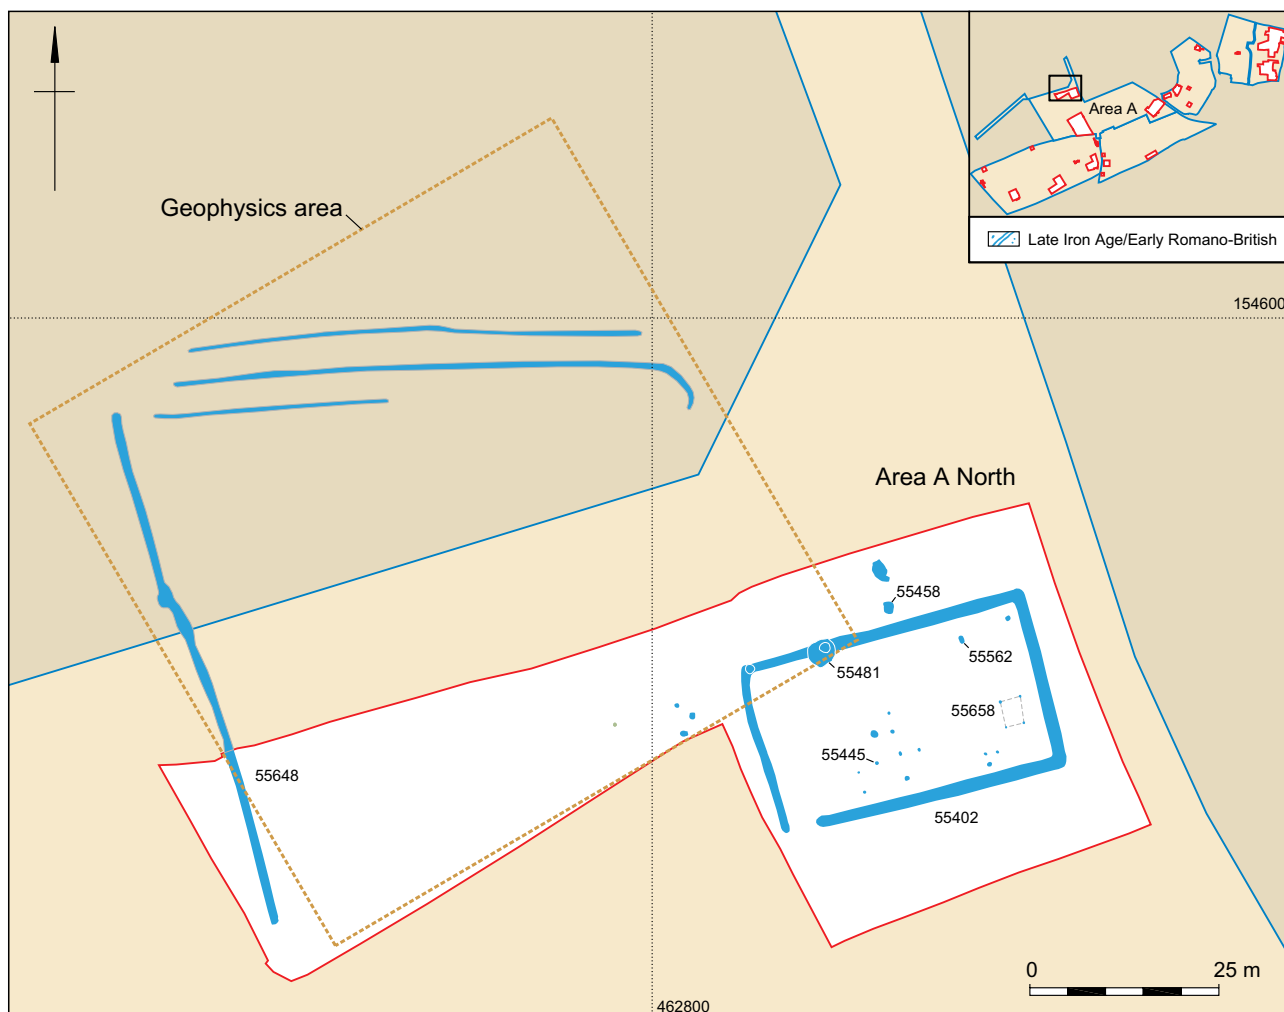 Area A
Late Iron Age/Early Romano-British
Geophysics area
154600
Area A North
55458
55562
55481
55658
55445
55648
55402
0 25 m
462800